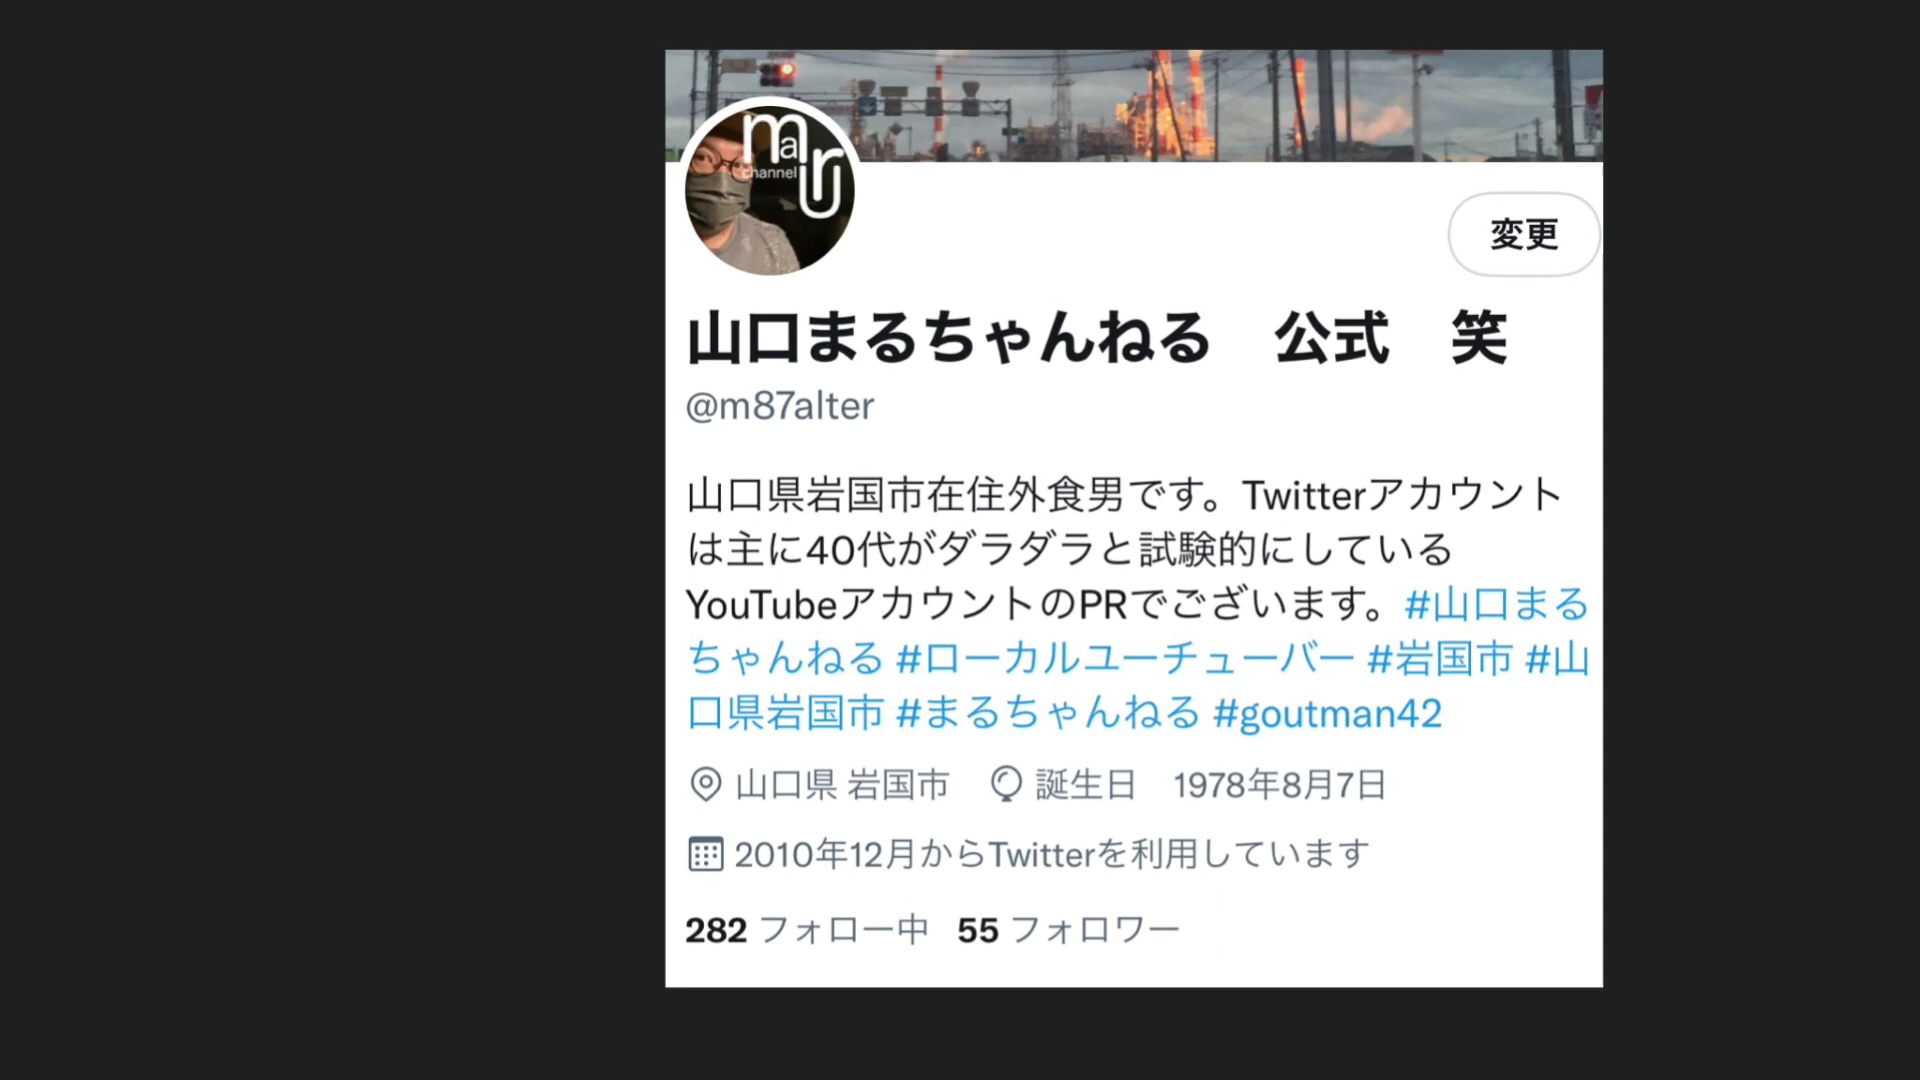 maru
channel
変更
山口まるちゃんねる　公式　笑
@m87alter
山口県岩国市在住外食男です。Twitterアカウント
は主に40代がダラダラと試験的にしている
YouTubeアカウントのPRでございます。#山口まる
ちゃんねる #ローカルユーチューバー #岩国市 #山
口県岩国市 #まるちゃんねる #goutman42
山口県 岩国市　誕生日　1978年8月7日
2010年12月からTwitterを利用しています
282 フォロー中 55 フォロワー